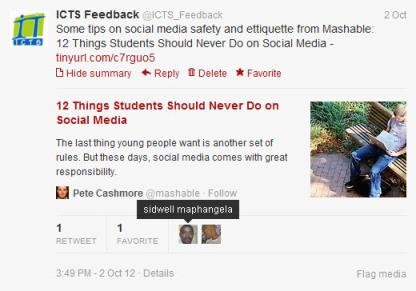 ICTS Feedback @ICTS_Feedback 2 Oct
Some tips on social media safety and ettiquette from Mashable:
12 Things Students Should Never Do on Social Media -
tinyurl.com/c7rguo5
Hide summary Reply Delete Favorite
12 Things Students Should Never Do on
Social Media
The last thing young people want is another set of
rules. But these days, social media comes with great
responsibility.
Pete Cashmore @mashable · Follow
sidwell maphangela
1 1
RETWEET FAVORITE
3:49 PM - 2 Oct 12 · Details Flag media
ICTS